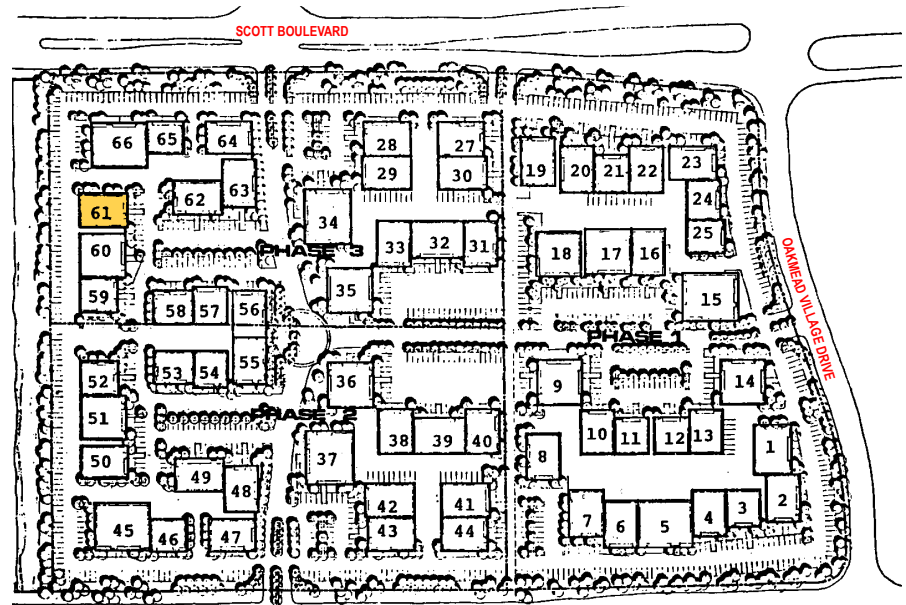 SCOTT BOULEVARD
66 65 64 28 27 23
19 20 21 22
29 30
61 62 63 24
34
60 33 32 31 18 17 16 25
PHASE 3
OAKMEAD VILLAGE DRIVE
59 35 15
58 57 56
PHASE 1
55
52 53 54 36 9 14
51 PHASE 2
38 39 40 10 11 12 13 1
50 49 37 8
48
42 41 2
45 46 47 43 44 7 6 5 4 3